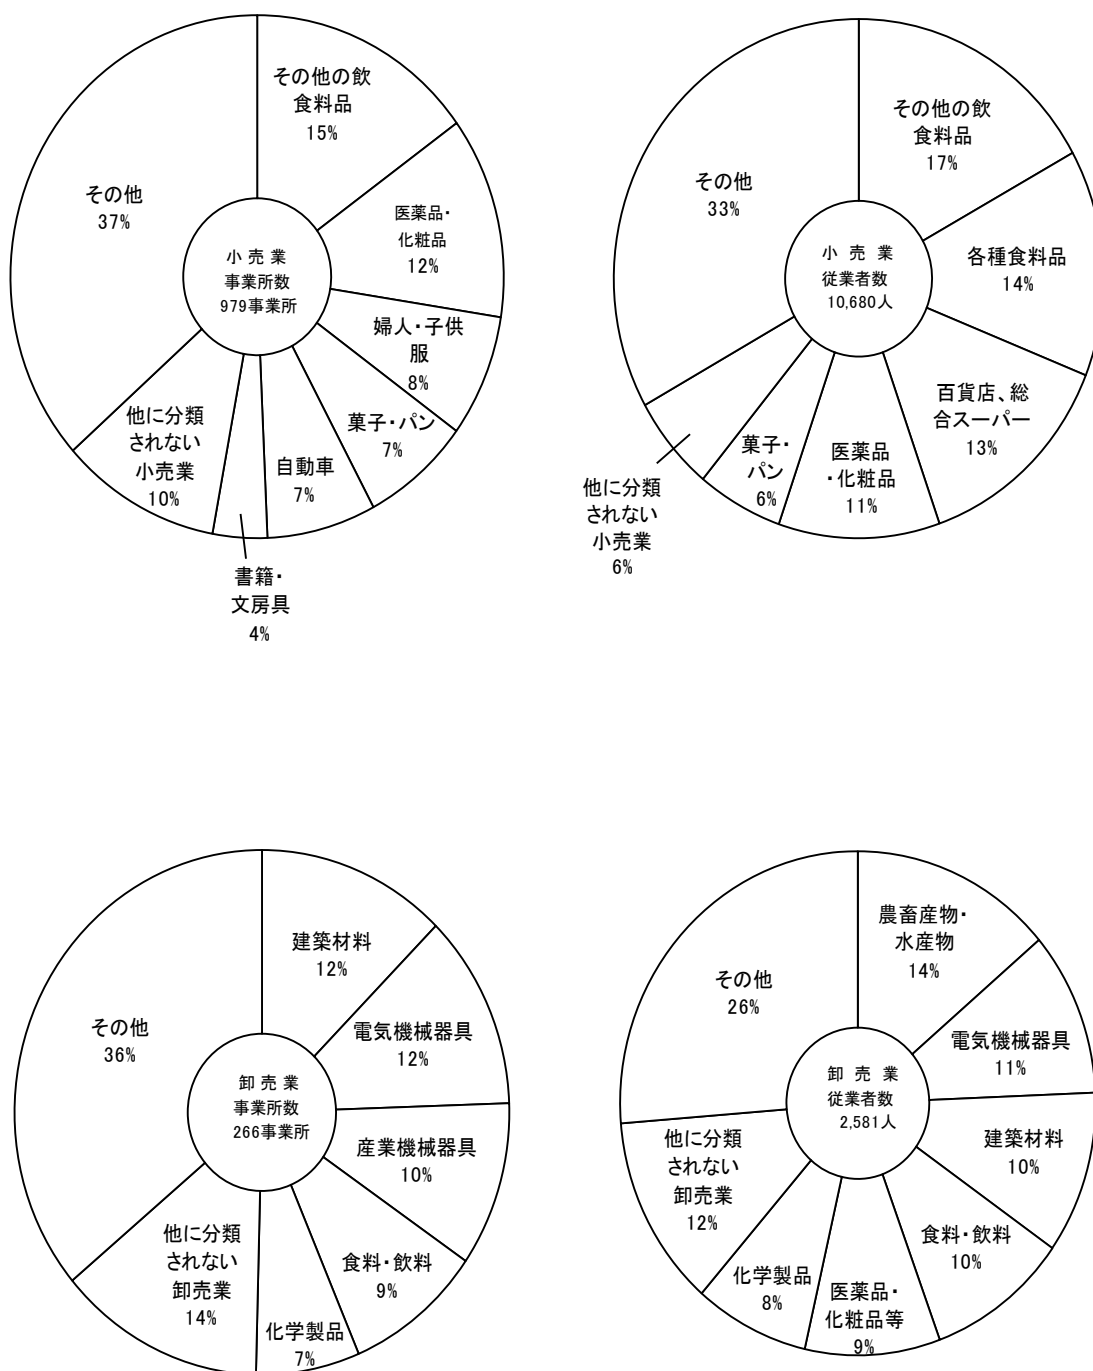 その他の飲
食料品
15%
医薬品・
化粧品
12%
婦人・子供
服
8%
菓子・パン
7%
自動車
7%
書籍・
文房具
4%
他に分類
されない
小売業
10%
その他
37%
小売業
事業所数
979事業所
その他の飲
食料品
17%
各種食料品
14%
百貨店、総
合スーパー
13%
医薬品
・化粧品
11%
菓子・
パン
6%
他に分類
されない
小売業
6%
その他
33%
小売業
従業者数
10,680人
建築材料
12%
電気機械器具
12%
産業機械器具
10%
食料・飲料
9%
化学製品
7%
他に分類
されない
卸売業
14%
その他
36%
卸売業
事業所数
266事業所
農畜産物・
水産物
14%
電気機械器具
11%
建築材料
10%
食料・飲料
10%
医薬品・
化粧品等
9%
化学製品
8%
他に分類
されない
卸売業
12%
その他
26%
卸売業
従業者数
2,581人